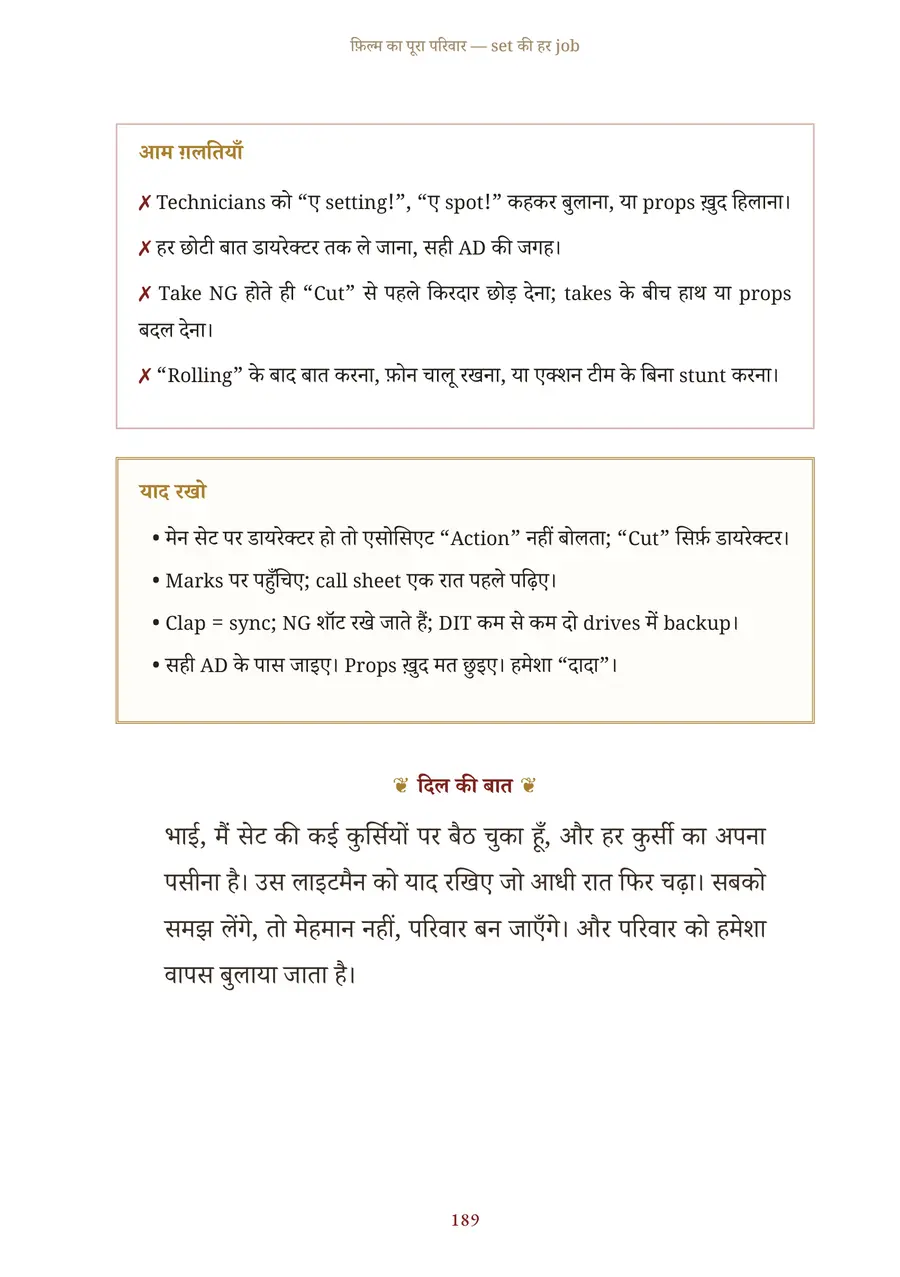 फ़िल्म का पूरा परिवार — set की हर job
आम ग़लतियाँ
✗ Technicians को “ए setting!”, “ए spot!” कहकर बुलाना, या props ख़ुद हिलाना।
✗ हर छोटी बात डायरेक्टर तक ले जाना, सही AD की जगह।
✗ Take NG होते ही “Cut” से पहले किरदार छोड़ देना; takes के बीच हाथ या props
बदल देना।
✗ “Rolling” के बाद बात करना, फ़ोन चालू रखना, या एक्शन टीम के बिना stunt करना।
याद रखो
• मेन सेट पर डायरेक्टर हो तो एसोसिएट “Action” नहीं बोलता; “Cut” सिर्फ़ डायरेक्टर।
• Marks पर पहुँचिए; call sheet एक रात पहले पढ़िए।
• Clap = sync; NG शॉट रखे जाते हैं; DIT कम से कम दो drives में backup।
• सही AD के पास जाइए। Props ख़ुद मत छुइए। हमेशा “दादा”।
❦ दिल की बात ❦
भाई, मैं सेट की कई कुर्सियों पर बैठ चुका हूँ, और हर कुर्सी का अपना
पसीना है। उस लाइटमैन को याद रखिए जो आधी रात फिर चढ़ा। सबको
समझ लेंगे, तो मेहमान नहीं, परिवार बन जाएँगे। और परिवार को हमेशा
वापस बुलाया जाता है।
189